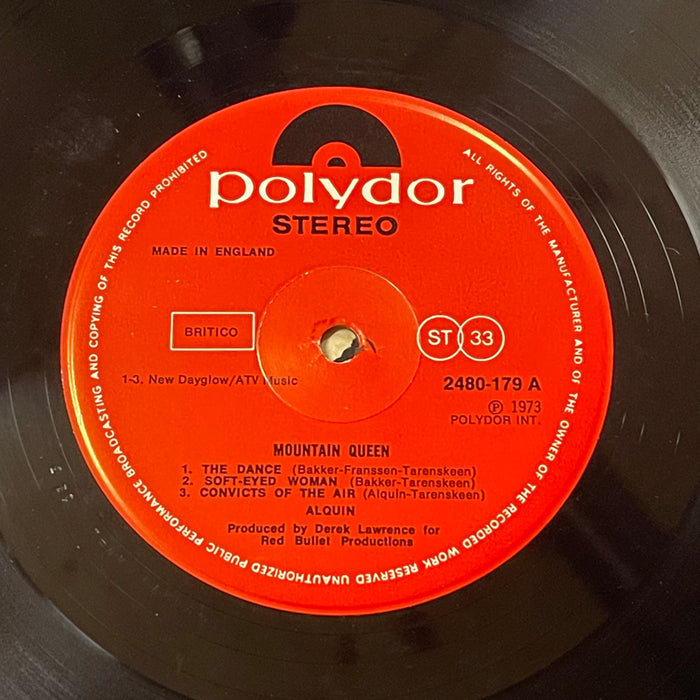 polydor
STEREO
MADE IN ENGLAND
BRITICO
ST 33
1-3. New Dayglow/ATV Music
2480-179 A
Ⓟ 1973
POLYDOR INT.
MOUNTAIN QUEEN
1. THE DANCE (Bakker-Franssen-Tarenskeen)
2. SOFT-EYED WOMAN (Bakker-Tarenskeen)
3. CONVICTS OF THE AIR (Alquin-Tarenskeen)
ALQUIN
Produced by Derek Lawrence for
Red Bullet Productions
ALL RIGHTS OF THE MANUFACTURER AND OF THE OWNER OF THE RECORDED WORK RESERVED UNAUTHORIZED PUBLIC PERFORMANCE BROADCASTING AND COPYING OF THIS RECORD PROHIBITED